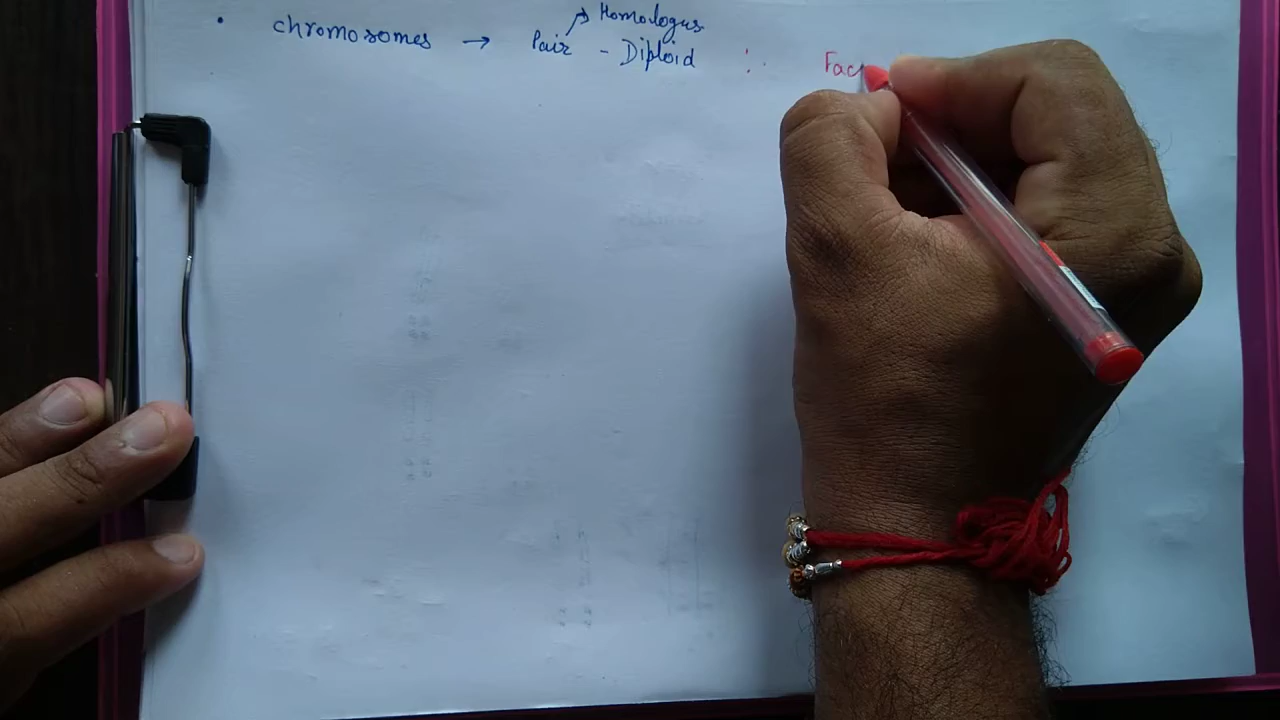 Homologus
• chromosomes → Pair - Diploid ∴ Fac